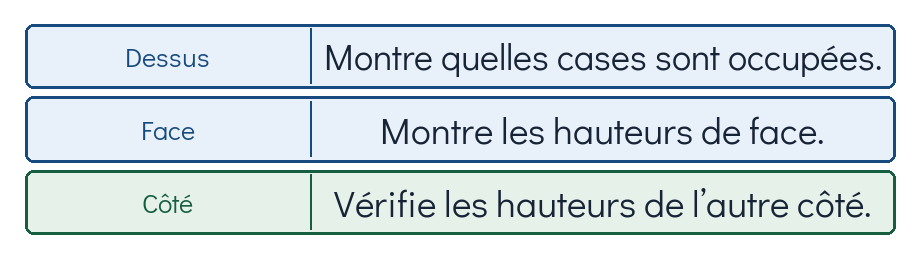 Dessus
Montre quelles cases sont occupées.
Face
Montre les hauteurs de face.
Côté
Vérifie les hauteurs de l’autre côté.